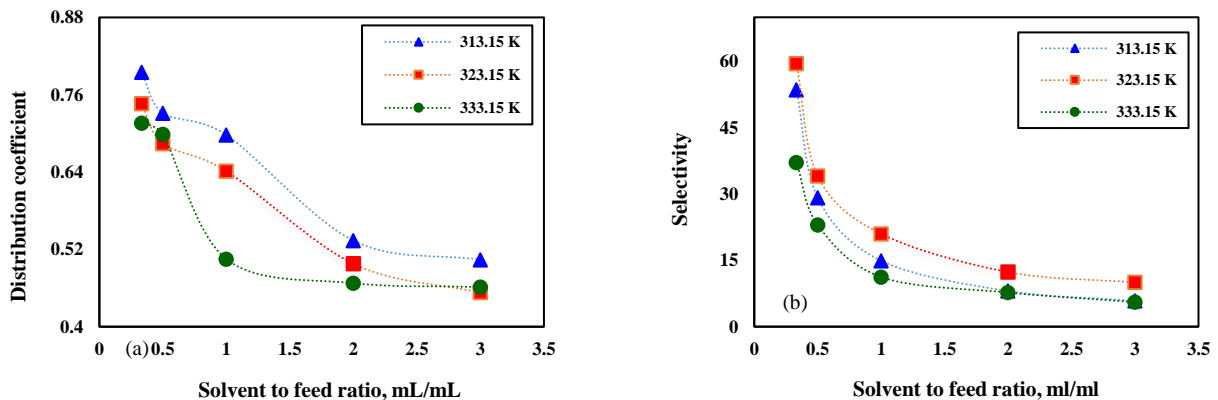 0.88
0.76
0.64
0.52
0.4
Distribution coefficient
313.15 K
323.15 K
333.15 K
(a)
0 0.5 1 1.5 2 2.5 3 3.5
Solvent to feed ratio, mL/mL
60
45
30
15
0
Selectivity
313.15 K
323.15 K
333.15 K
(b)
0 0.5 1 1.5 2 2.5 3 3.5
Solvent to feed ratio, ml/ml